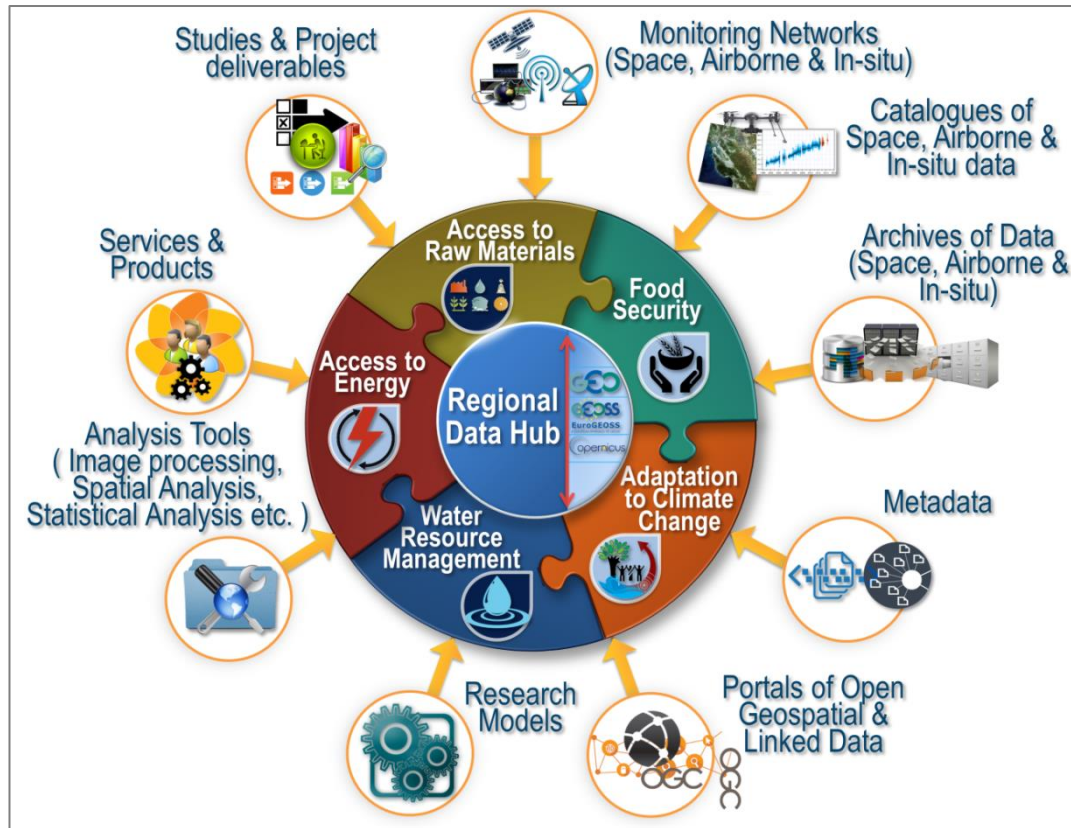 Studies & Project
deliverables
Monitoring Networks
(Space, Airborne & In-situ)
Catalogues of
Space, Airborne &
In-situ data
Archives of Data
(Space, Airborne &
In-situ)
Services &
Products
Access to
Raw Materials
Food
Security
Access to
Energy
Regional
Data Hub
GEO
GEOSS
EuroGEOSS
Copernicus
Adaptation
to Climate
Change
Water
Resource
Management
Analysis Tools
( Image processing,
Spatial Analysis,
Statistical Analysis etc. )
Metadata
Research
Models
Portals of Open
Geospatial &
Linked Data
OGC
OGC